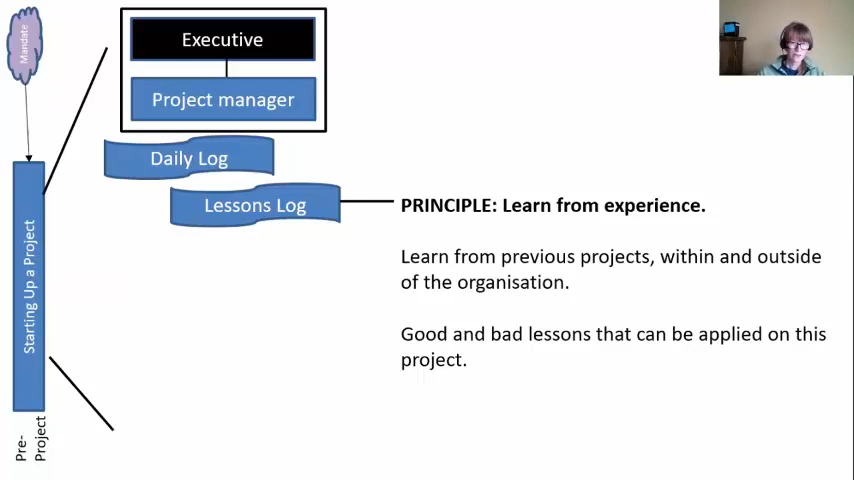 Mandate
Executive
Project manager
Daily Log
Lessons Log
PRINCIPLE: Learn from experience.
Learn from previous projects, within and outside
of the organisation.
Good and bad lessons that can be applied on this
project.
Starting Up a Project
Pre-
Project